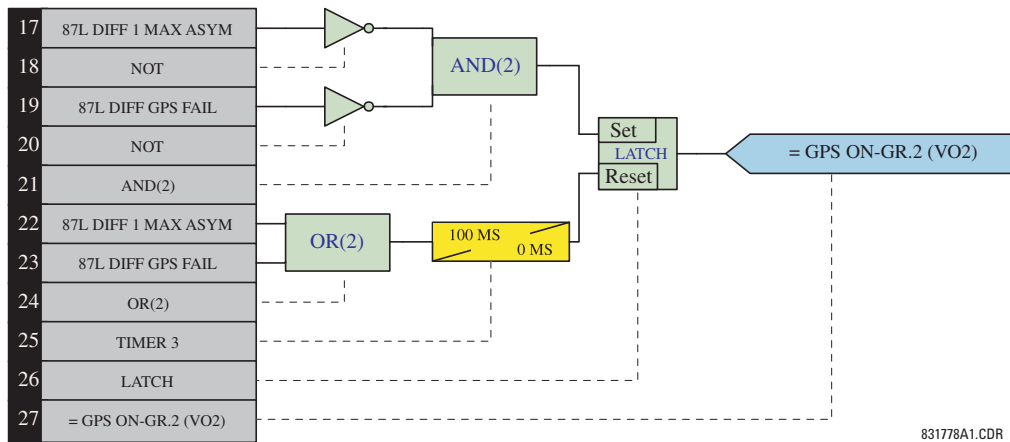 17 87L DIFF 1 MAX ASYM
18 NOT
19 87L DIFF GPS FAIL
20 NOT
21 AND(2)
22 87L DIFF 1 MAX ASYM
23 87L DIFF GPS FAIL
24 OR(2)
25 TIMER 3
26 LATCH
27 = GPS ON-GR.2 (VO2)
AND(2)
OR(2)
100 MS
0 MS
Set
LATCH
Reset
= GPS ON-GR.2 (VO2)
831778A1.CDR